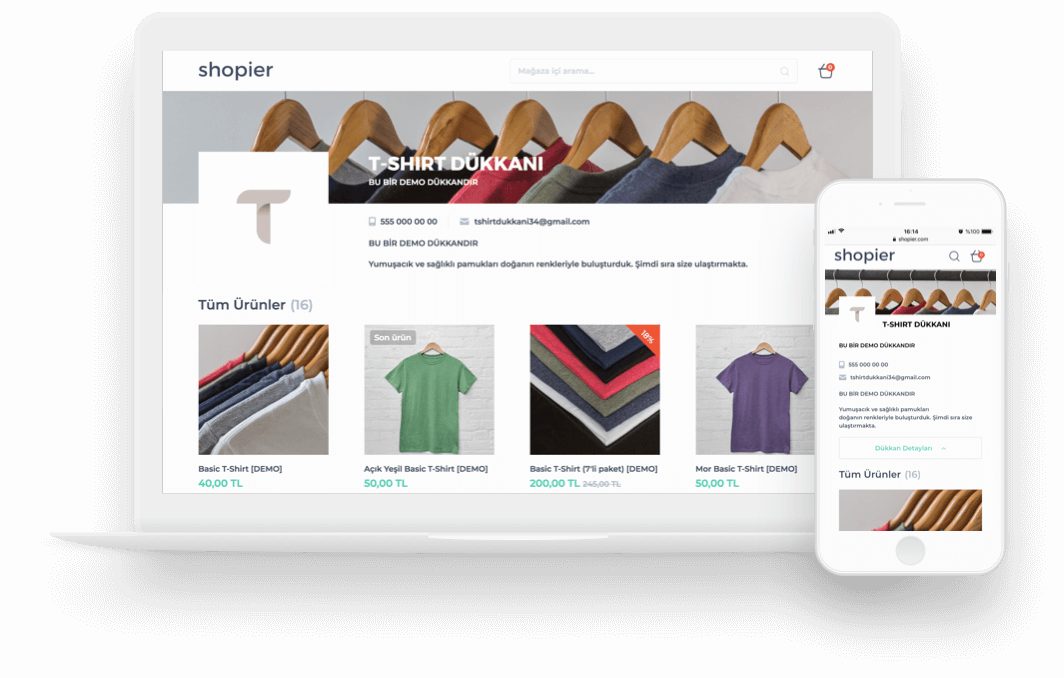 shopier
Mağaza içi arama...
0
T-SHIRT DÜKKANI
BU BİR DEMO DÜKKANDIR
555 000 00 00
tshirtdukkani34@gmail.com
BU BİR DEMO DÜKKANDIR
Yumuşacık ve sağlıklı pamukları doğanın renkleriyle buluşturduk. Şimdi sıra size ulaştırmakta.
Tüm Ürünler (16)
Son ürün
18%
Basic T-Shirt [DEMO]
40,00 TL
Açık Yeşil Basic T-Shirt [DEMO]
50,00 TL
Basic T-Shirt (7'li paket) [DEMO]
200,00 TL 245,00 TL
Mor Basic T-Shirt [DEMO]
50,00 TL
16:14
%100
shopier.com
shopier
0
T-SHIRT DÜKKANI
BU BİR DEMO DÜKKANDIR
555 000 00 00
tshirtdukkani34@gmail.com
BU BİR DEMO DÜKKANDIR
Yumuşacık ve sağlıklı pamukları
doğanın renkleriyle buluşturduk. Şimdi sıra size
ulaştırmakta.
Dükkan Detayları
Tüm Ürünler (16)